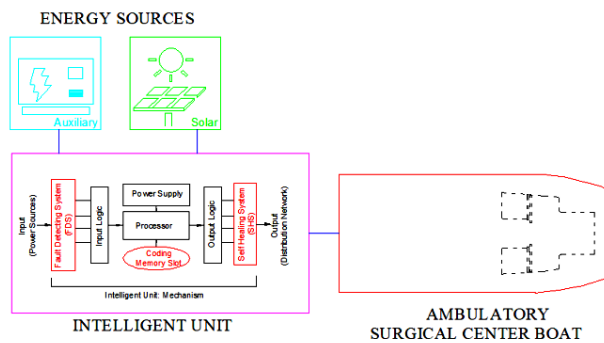 ENERGY SOURCES
Auxiliary
Solar
Input
(Power Sources)
Fault Detecting System
(FDS)
Input Logic
Power Supply
Processor
Coding
Memory Slot
Output Logic
Self Healing System
(SHS)
Output
(Distribution Network)
Intelligent Unit: Mechanism
INTELLIGENT UNIT
AMBULATORY
SURGICAL CENTER BOAT